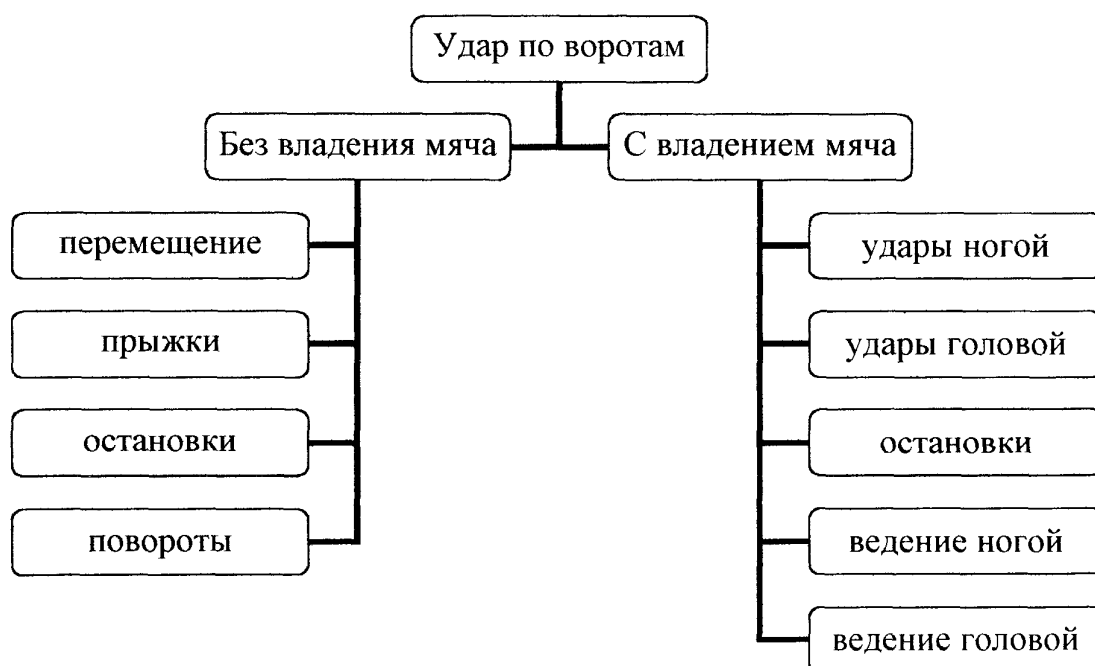 Удар по воротам
Без владения мяча
С владением мяча
перемещение
прыжки
остановки
повороты
удары ногой
удары головой
остановки
ведение ногой
ведение головой